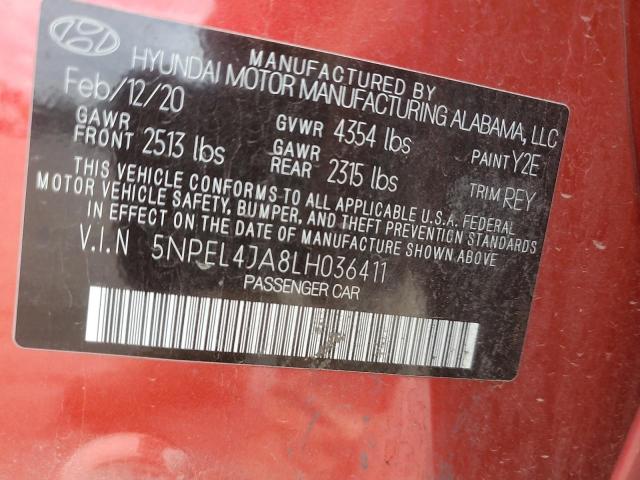 MANUFACTURED BY
HYUNDAI MOTOR MANUFACTURING ALABAMA, LLC
Feb/12/20
GAWR FRONT 2513 lbs
GVWR 4354 lbs
GAWR REAR 2315 lbs
PAINT Y2E
TRIM REY
THIS VEHICLE CONFORMS TO ALL APPLICABLE U.S.A. FEDERAL
MOTOR VEHICLE SAFETY, BUMPER, AND THEFT PREVENTION STANDARDS
IN EFFECT ON THE DATE OF MANUFACTURE SHOWN ABOVE.
V.I.N 5NPEL4JA8LH036411
PASSENGER CAR